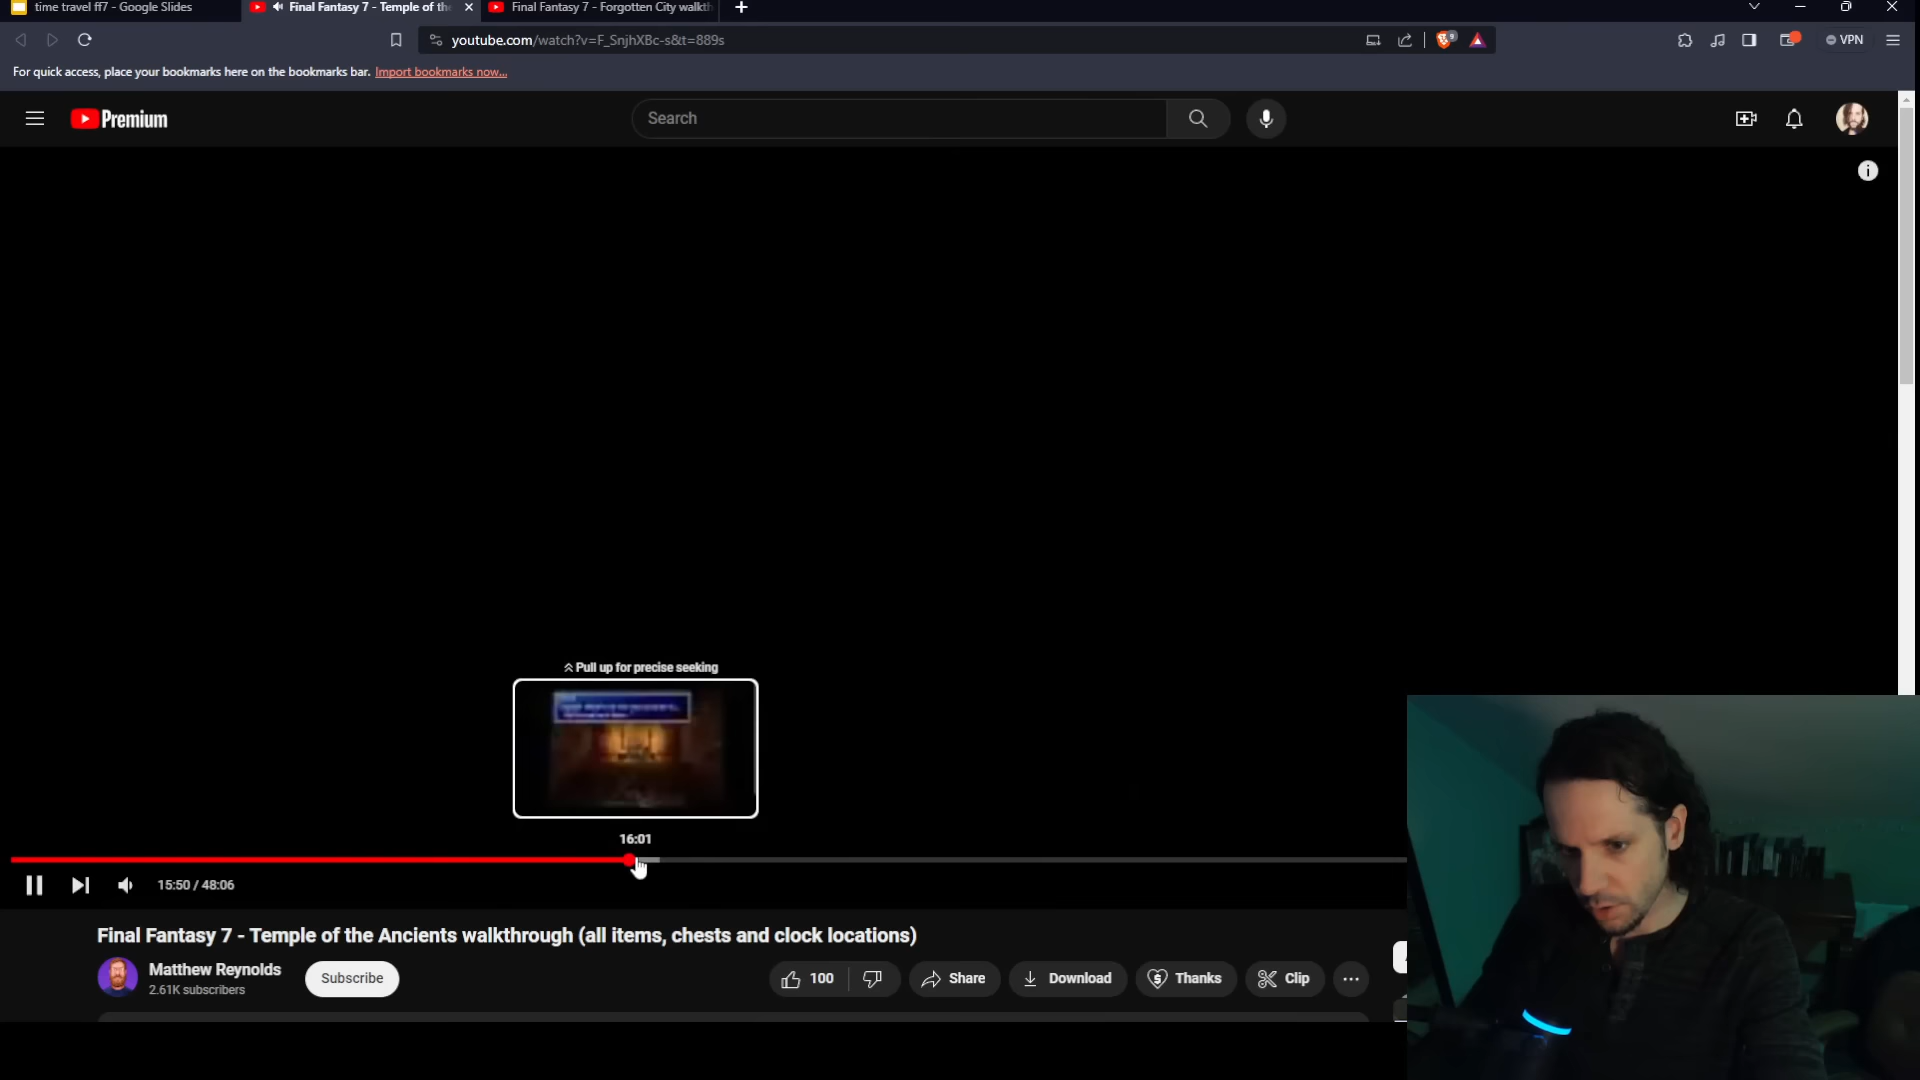 time travel ff7 - Google Slides
Final Fantasy 7 - Temple of th
Final Fantasy 7 - Forgotten City walkth
youtube.com/watch?v=F_SnjhXBc-s&t=889s
9
VPN
For quick access, place your bookmarks here on the bookmarks bar. Import bookmarks now...
Premium
Search
Pull up for precise seeking
16:01
15:50 / 48:06
Final Fantasy 7 - Temple of the Ancients walkthrough (all items, chests and clock locations)
Matthew Reynolds
2.61K subscribers
Subscribe
100
Share
Download
Thanks
Clip